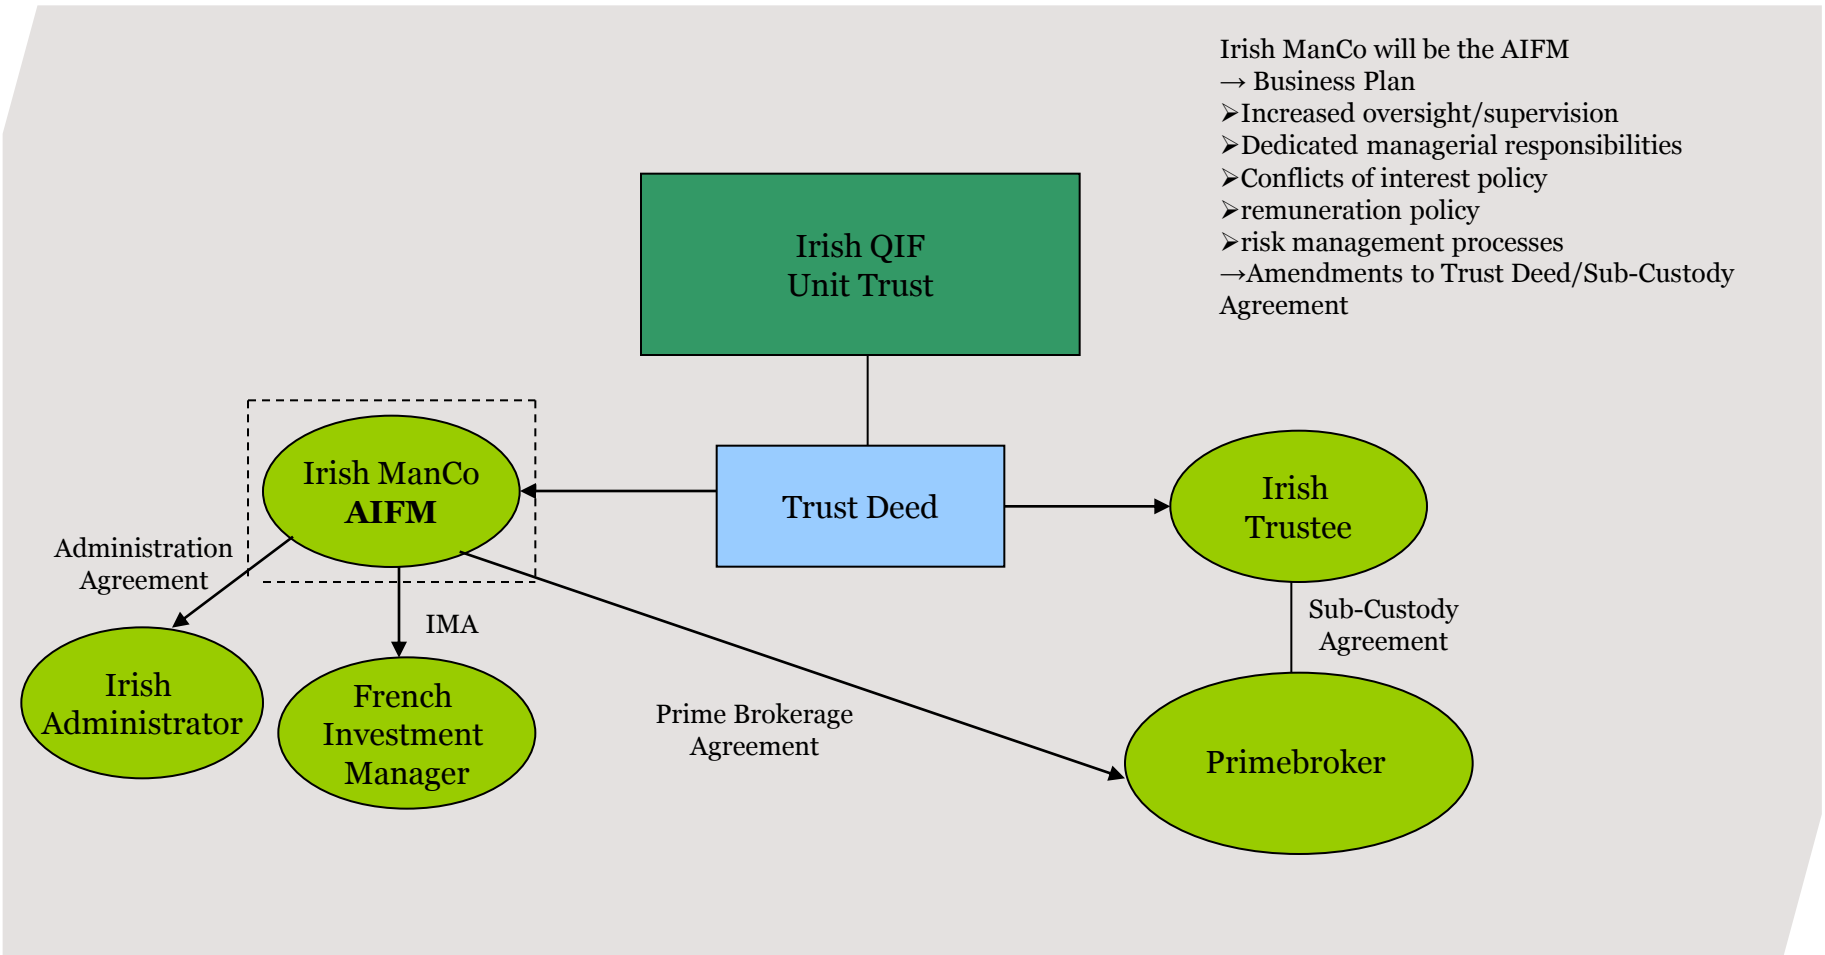 Irish ManCo will be the AIFM
→ Business Plan
➢Increased oversight/supervision
➢Dedicated managerial responsibilities
➢Conflicts of interest policy
➢remuneration policy
➢risk management processes
→Amendments to Trust Deed/Sub-Custody
Agreement
Irish QIF
Unit Trust
Irish ManCo
AIFM
Trust Deed
Irish
Trustee
Administration
Agreement
IMA
Sub-Custody
Agreement
Irish
Administrator
French
Investment
Manager
Prime Brokerage
Agreement
Primebroker